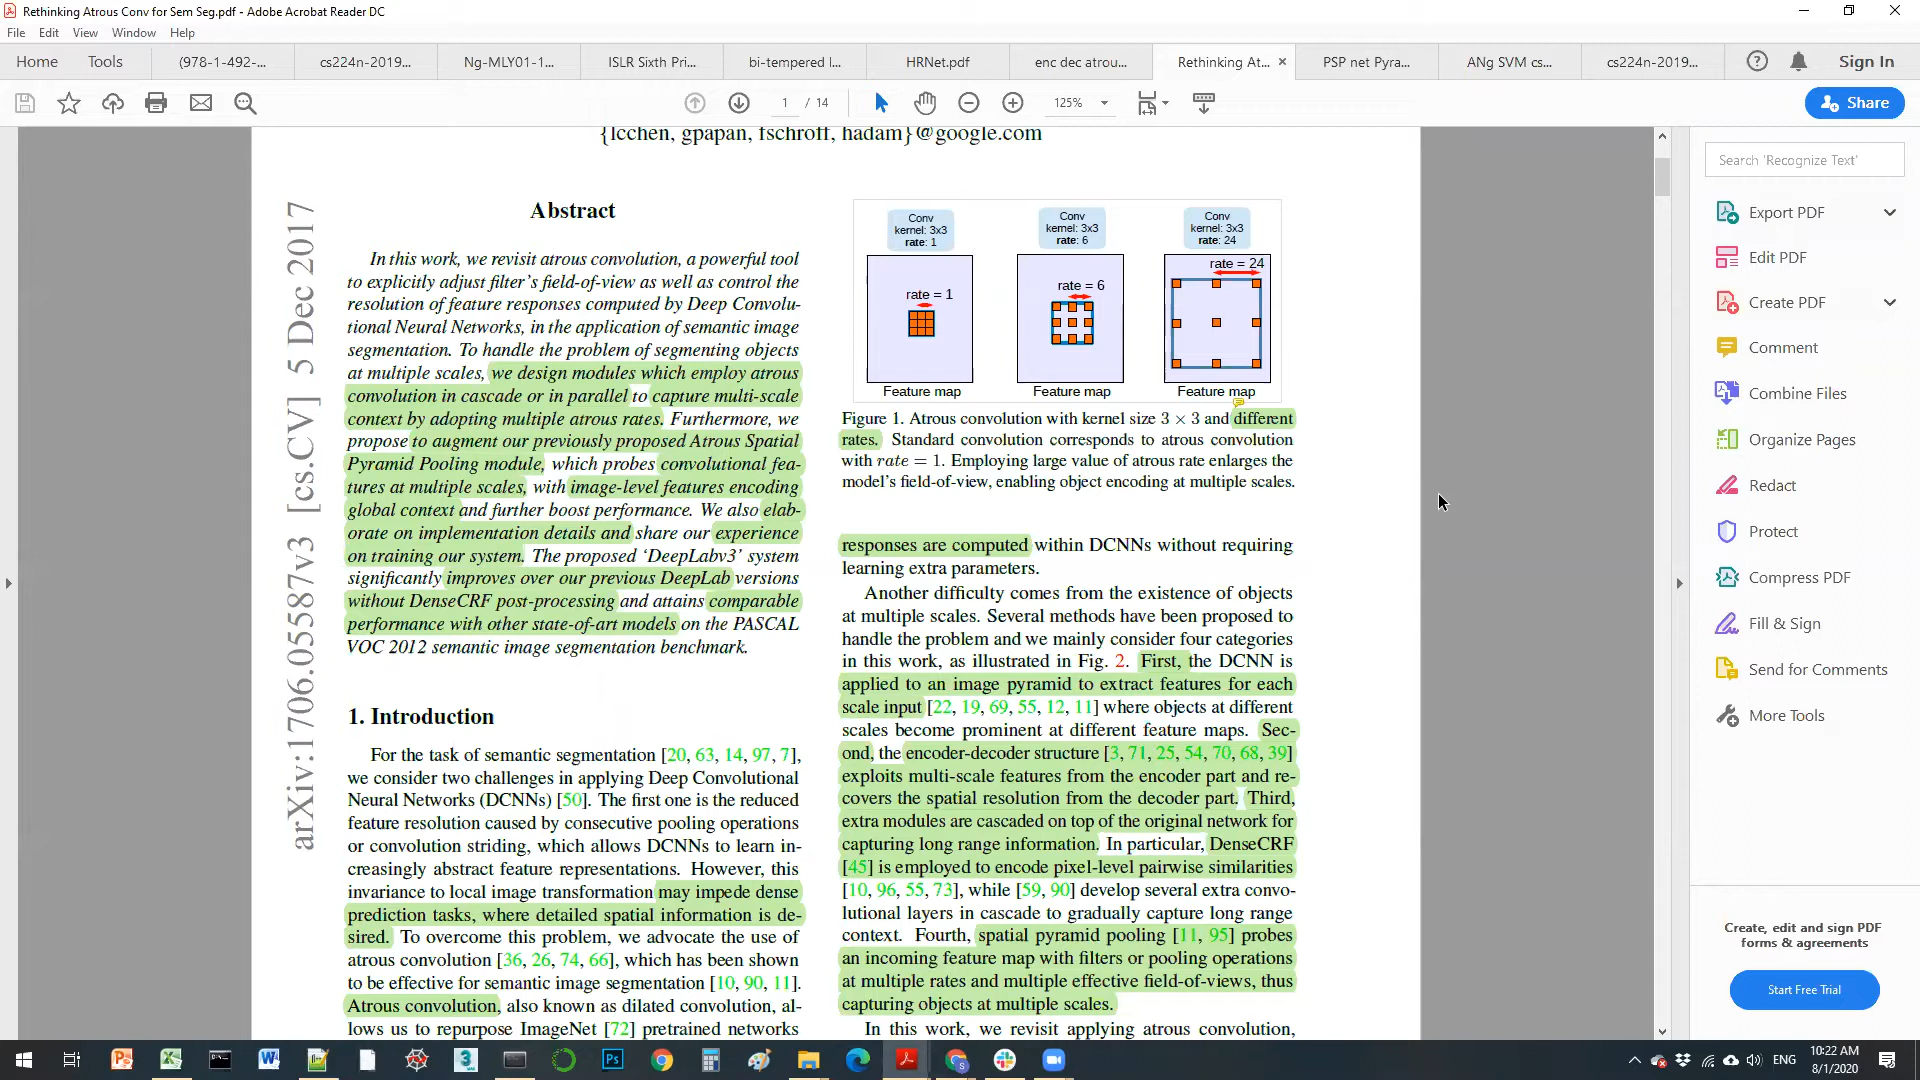 Rethinking Atrous Conv for Sem Seg.pdf - Adobe Acrobat Reader DC
File Edit View Window Help
Home Tools (978-1-492-... cs224n-2019... Ng-MLY01-1... ISLR Sixth Pri... bi-tempered l... HRNet.pdf enc dec atrou... Rethinking At... × PSP net Pyra... ANg SVM cs... cs224n-2019... Sign In
1 / 14 125% Share
{lcchen, gpapan, fschroff, hadam}@google.com
arXiv:1706.05587v3 [cs.CV] 5 Dec 2017
Abstract
In this work, we revisit atrous convolution, a powerful tool
to explicitly adjust filter's field-of-view as well as control the
resolution of feature responses computed by Deep Convolu-
tional Neural Networks, in the application of semantic image
segmentation. To handle the problem of segmenting objects
at multiple scales, we design modules which employ atrous
convolution in cascade or in parallel to capture multi-scale
context by adopting multiple atrous rates. Furthermore, we
propose to augment our previously proposed Atrous Spatial
Pyramid Pooling module, which probes convolutional fea-
tures at multiple scales, with image-level features encoding
global context and further boost performance. We also elab-
orate on implementation details and share our experience
on training our system. The proposed 'DeepLabv3' system
significantly improves over our previous DeepLab versions
without DenseCRF post-processing and attains comparable
performance with other state-of-art models on the PASCAL
VOC 2012 semantic image segmentation benchmark.
1. Introduction
For the task of semantic segmentation [20, 63, 14, 97, 7],
we consider two challenges in applying Deep Convolutional
Neural Networks (DCNNs) [50]. The first one is the reduced
feature resolution caused by consecutive pooling operations
or convolution striding, which allows DCNNs to learn in-
creasingly abstract feature representations. However, this
invariance to local image transformation may impede dense
prediction tasks, where detailed spatial information is de-
sired. To overcome this problem, we advocate the use of
atrous convolution [36, 26, 74, 66], which has been shown
to be effective for semantic image segmentation [10, 90, 11].
Atrous convolution, also known as dilated convolution, al-
lows us to repurpose ImageNet [72] pretrained networks
Conv
kernel: 3x3
rate: 1
rate = 1
Feature map
Conv
kernel: 3x3
rate: 6
rate = 6
Feature map
Conv
kernel: 3x3
rate: 24
rate = 24
Feature map
Figure 1. Atrous convolution with kernel size 3 × 3 and different
rates. Standard convolution corresponds to atrous convolution
with rate = 1. Employing large value of atrous rate enlarges the
model's field-of-view, enabling object encoding at multiple scales.
responses are computed within DCNNs without requiring
learning extra parameters.
Another difficulty comes from the existence of objects
at multiple scales. Several methods have been proposed to
handle the problem and we mainly consider four categories
in this work, as illustrated in Fig. 2. First, the DCNN is
applied to an image pyramid to extract features for each
scale input [22, 19, 69, 55, 12, 11] where objects at different
scales become prominent at different feature maps. Sec-
ond, the encoder-decoder structure [3, 71, 25, 54, 70, 68, 39]
exploits multi-scale features from the encoder part and re-
covers the spatial resolution from the decoder part. Third,
extra modules are cascaded on top of the original network for
capturing long range information. In particular, DenseCRF
[45] is employed to encode pixel-level pairwise similarities
[10, 96, 55, 73], while [59, 90] develop several extra convo-
lutional layers in cascade to gradually capture long range
context. Fourth, spatial pyramid pooling [11, 95] probes
an incoming feature map with filters or pooling operations
at multiple rates and multiple effective field-of-views, thus
capturing objects at multiple scales.
In this work, we revisit applying atrous convolution,
Search 'Recognize Text'
Export PDF
Edit PDF
Create PDF
Comment
Combine Files
Organize Pages
Redact
Protect
Compress PDF
Fill & Sign
Send for Comments
More Tools
Create, edit and sign PDF
forms & agreements
Start Free Trial
ENG 10:22 AM
8/1/2020